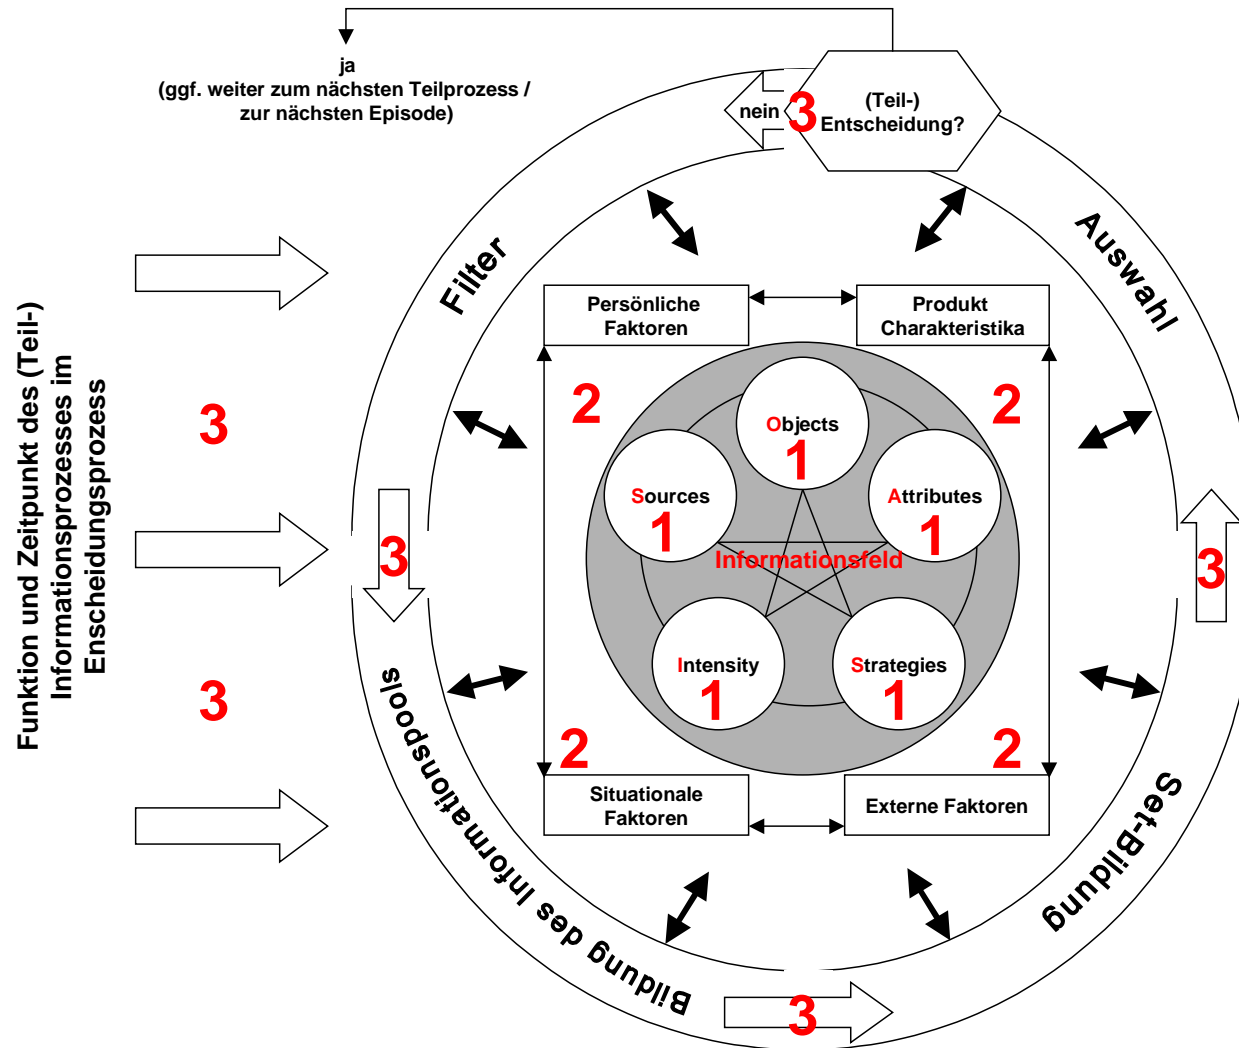 ja
(ggf. weiter zum nächsten Teilprozess /
zur nächsten Episode)
nein
3
(Teil-)
Entscheidung?
Filter
Auswahl
Funktion und Zeitpunkt des (Teil-)
Informationsprozesses im
Enscheidungsprozess
Persönliche
Faktoren
Produkt
Charakteristika
3
2
2
Objects
1
Sources
1
Attributes
1
Informationsfeld
3
3
Intensity
1
Strategies
1
3
2
2
Situationale
Faktoren
Externe Faktoren
Bildung des Informationspools
Set-Bildung
3